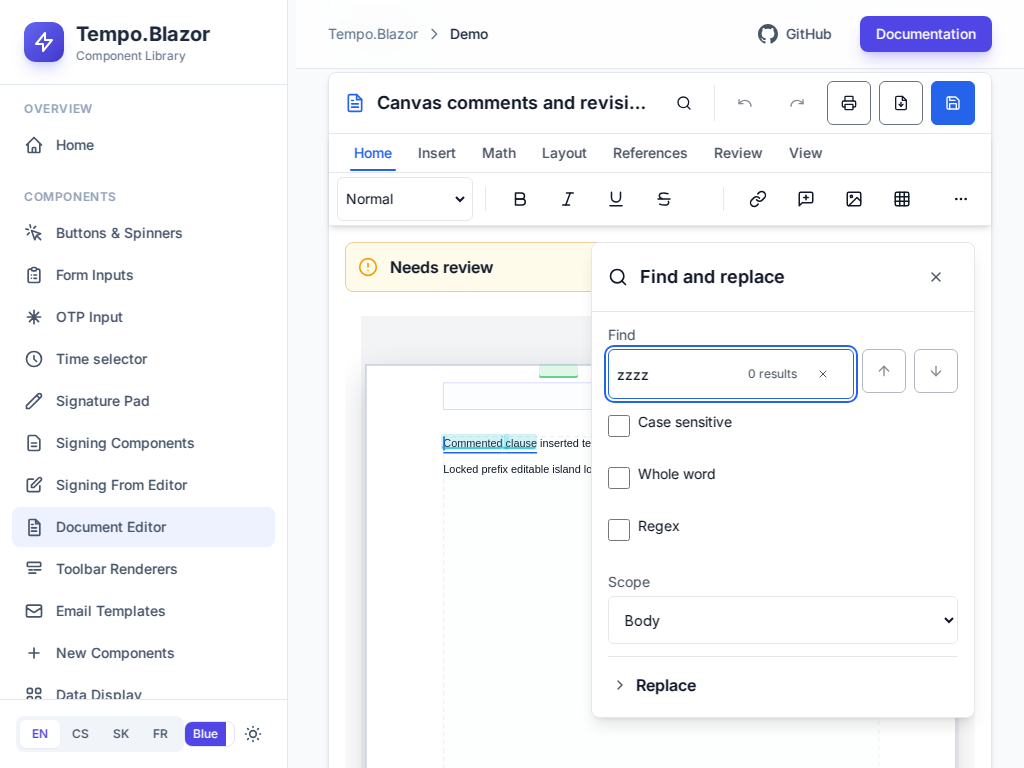 Tempo.Blazor
Component Library
OVERVIEW
Home
COMPONENTS
Buttons & Spinners
Form Inputs
OTP Input
Time selector
Signature Pad
Signing Components
Signing From Editor
Document Editor
Toolbar Renderers
Email Templates
New Components
Data Display
EN CS SK FR Blue
Tempo.Blazor > Demo
GitHub
Documentation
Canvas comments and revisi...
Home Insert Math Layout References Review View
Normal
Needs review
Commented clause inserted te
Locked prefix editable island lo
Find and replace
Find
zzzz 0 results
Case sensitive
Whole word
Regex
Scope
Body
Replace